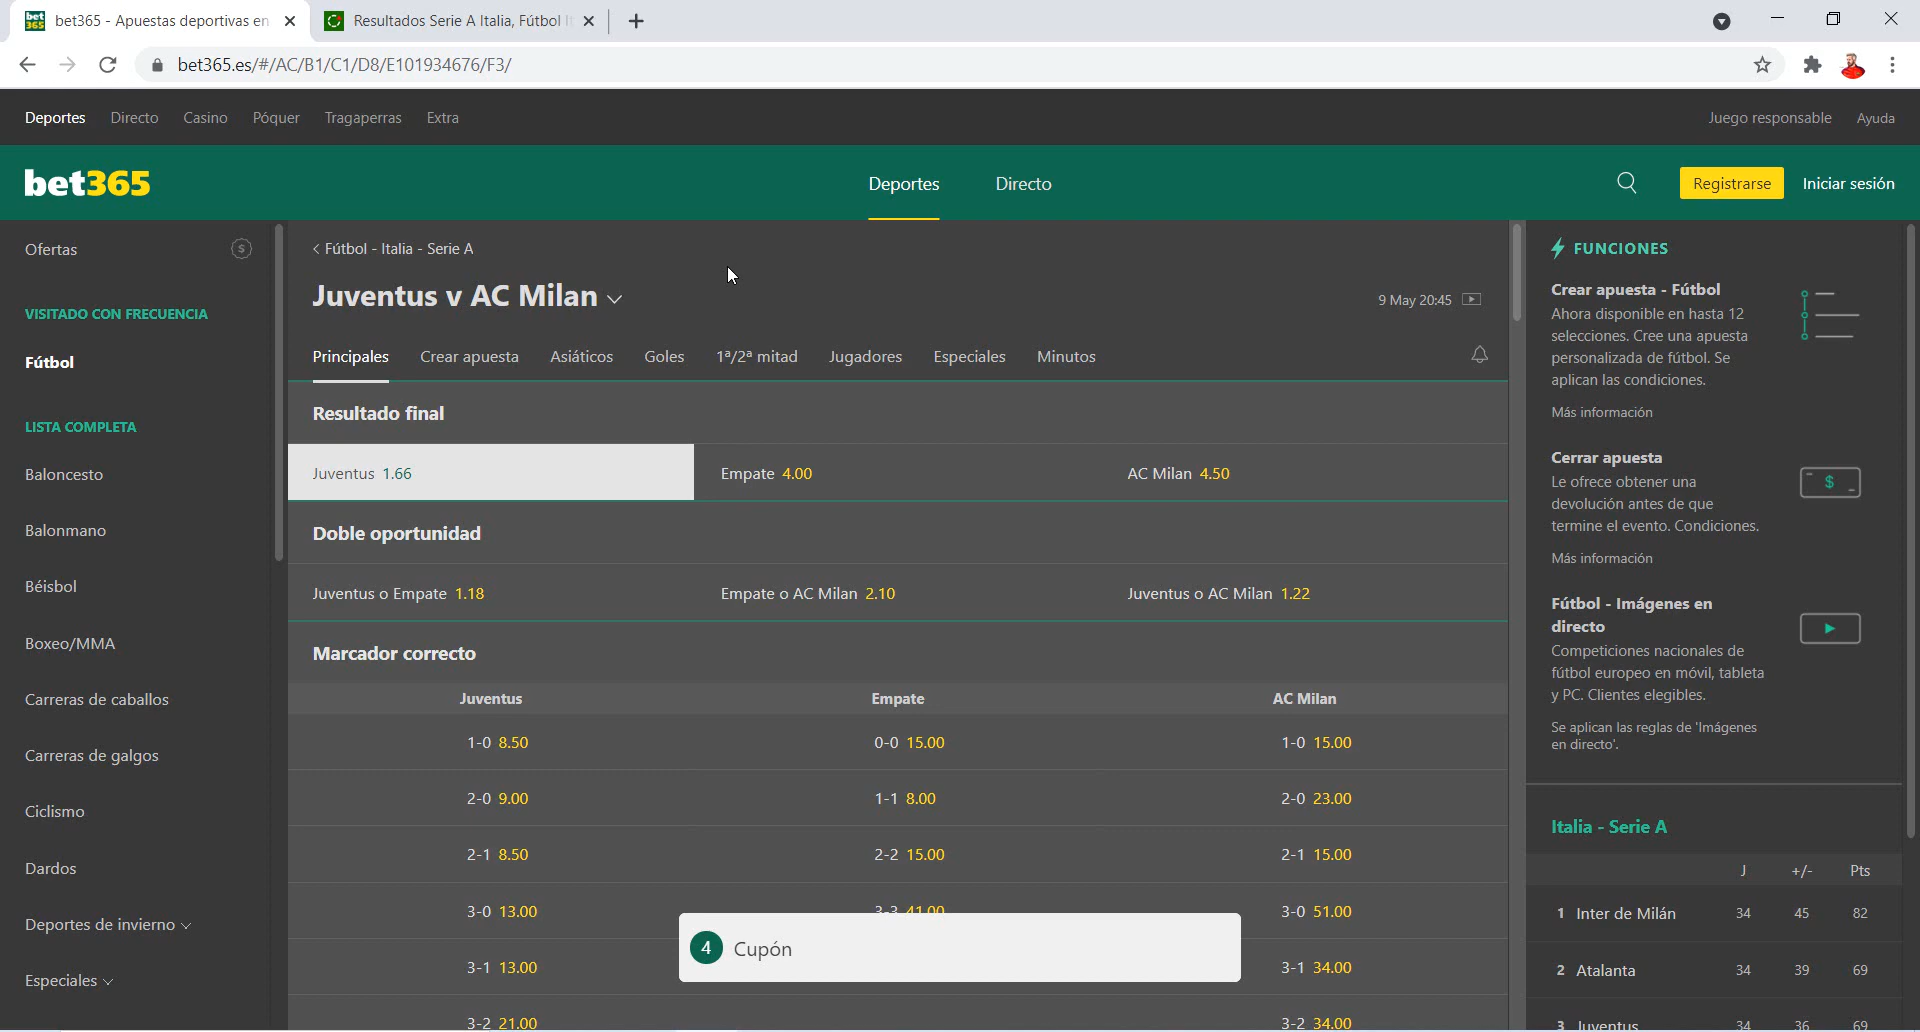 bet365 - Apuestas deportivas en
Resultados Serie A Italia, Fútbol I
bet365.es/#/AC/B1/C1/D8/E101934676/F3/
Deportes Directo Casino Póquer Tragaperras Extra
Juego responsable Ayuda
bet365
Deportes Directo
Registrarse Iniciar sesión
Ofertas
VISITADO CON FRECUENCIA
Fútbol
LISTA COMPLETA
Baloncesto
Balonmano
Béisbol
Boxeo/MMA
Carreras de caballos
Carreras de galgos
Ciclismo
Dardos
Deportes de invierno
Especiales
< Fútbol - Italia - Serie A
Juventus v AC Milan
9 May 20:45
Principales Crear apuesta Asiáticos Goles 1ª/2ª mitad Jugadores Especiales Minutos
Resultado final
Juventus 1.66 Empate 4.00 AC Milan 4.50
Doble oportunidad
Juventus o Empate 1.18 Empate o AC Milan 2.10 Juventus o AC Milan 1.22
Marcador correcto
Juventus Empate AC Milan
1-0 8.50 0-0 15.00 1-0 15.00
2-0 9.00 1-1 8.00 2-0 23.00
2-1 8.50 2-2 15.00 2-1 15.00
3-0 13.00 3-3 41.00 3-0 51.00
3-1 13.00 3-1 34.00
3-2 21.00 3-2 34.00
4 Cupón
FUNCIONES
Crear apuesta - Fútbol
Ahora disponible en hasta 12
selecciones. Cree una apuesta
personalizada de fútbol. Se
aplican las condiciones.
Más información
Cerrar apuesta
Le ofrece obtener una
devolución antes de que
termine el evento. Condiciones.
Más información
Fútbol - Imágenes en
directo
Competiciones nacionales de
fútbol europeo en móvil, tableta
y PC. Clientes elegibles.
Se aplican las reglas de 'Imágenes
en directo'.
Italia - Serie A
J +/- Pts
1 Inter de Milán 34 45 82
2 Atalanta 34 39 69
3 Juventus 34 36 69